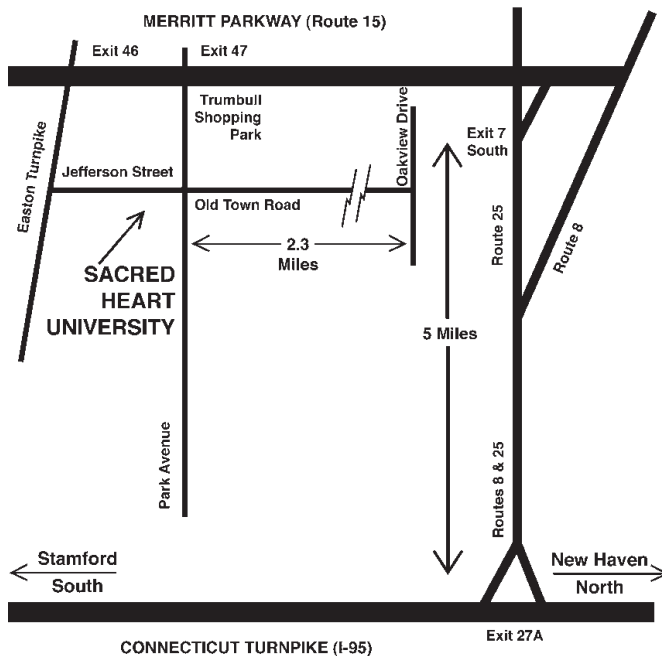 MERRITT PARKWAY (Route 15)
Exit 46
Exit 47
Trumbull
Shopping
Park
Oakview Drive
Exit 7
South
Easton Turnpike
Jefferson Street
Old Town Road
Route 25
Route 8
2.3
Miles
SACRED
HEART
UNIVERSITY
5 Miles
Park Avenue
Routes 8 & 25
Stamford
South
New Haven
North
Exit 27A
CONNECTICUT TURNPIKE (I-95)